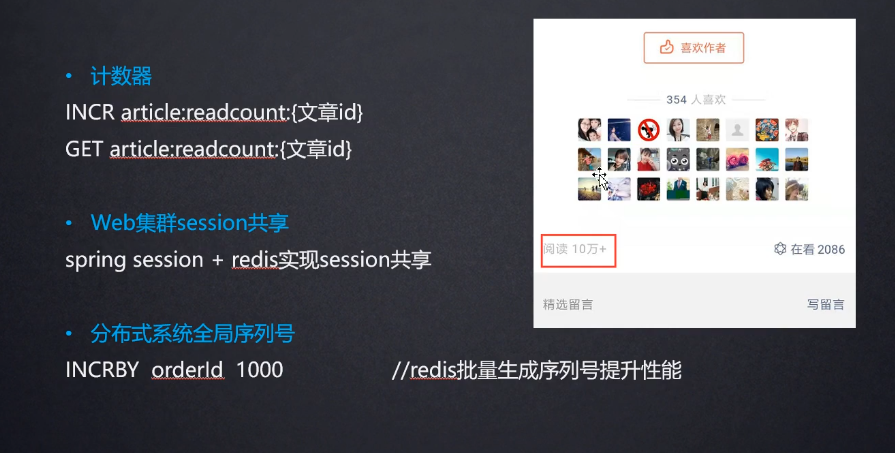 • 计数器
INCR article:readcount:{文章id}
GET article:readcount:{文章id}
• Web集群session共享
spring session + redis实现session共享
• 分布式系统全局序列号
INCRBY orderId 1000 //redis批量生成序列号提升性能
喜欢作者
354 人喜欢
阅读 10万+ 在看 2086
精选留言 写留言